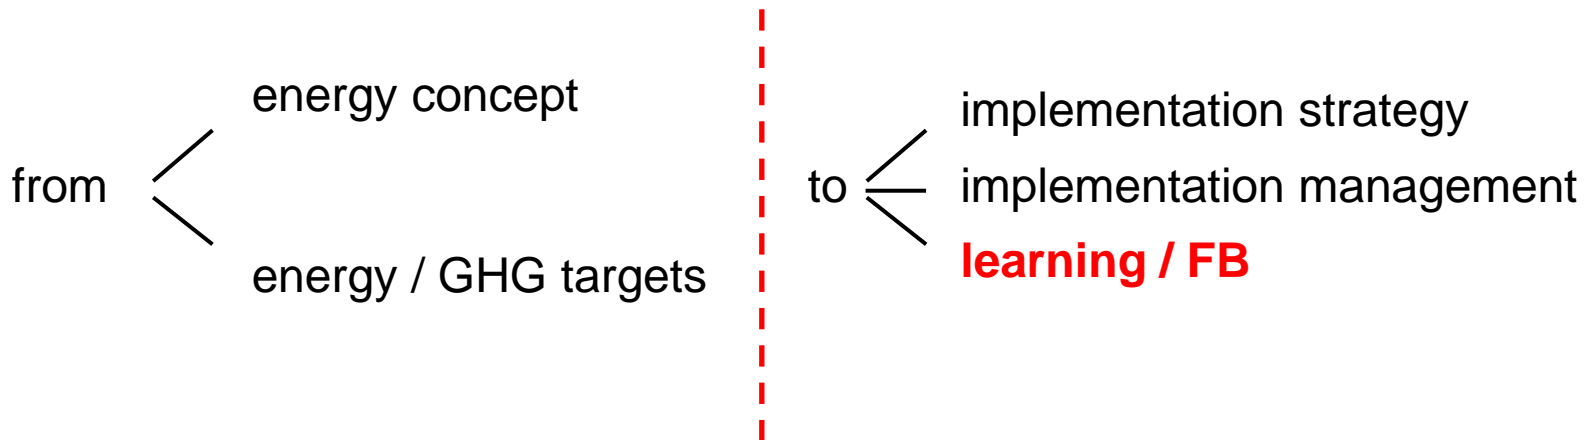 from
energy concept
energy / GHG targets
to
implementation strategy
implementation management
learning / FB